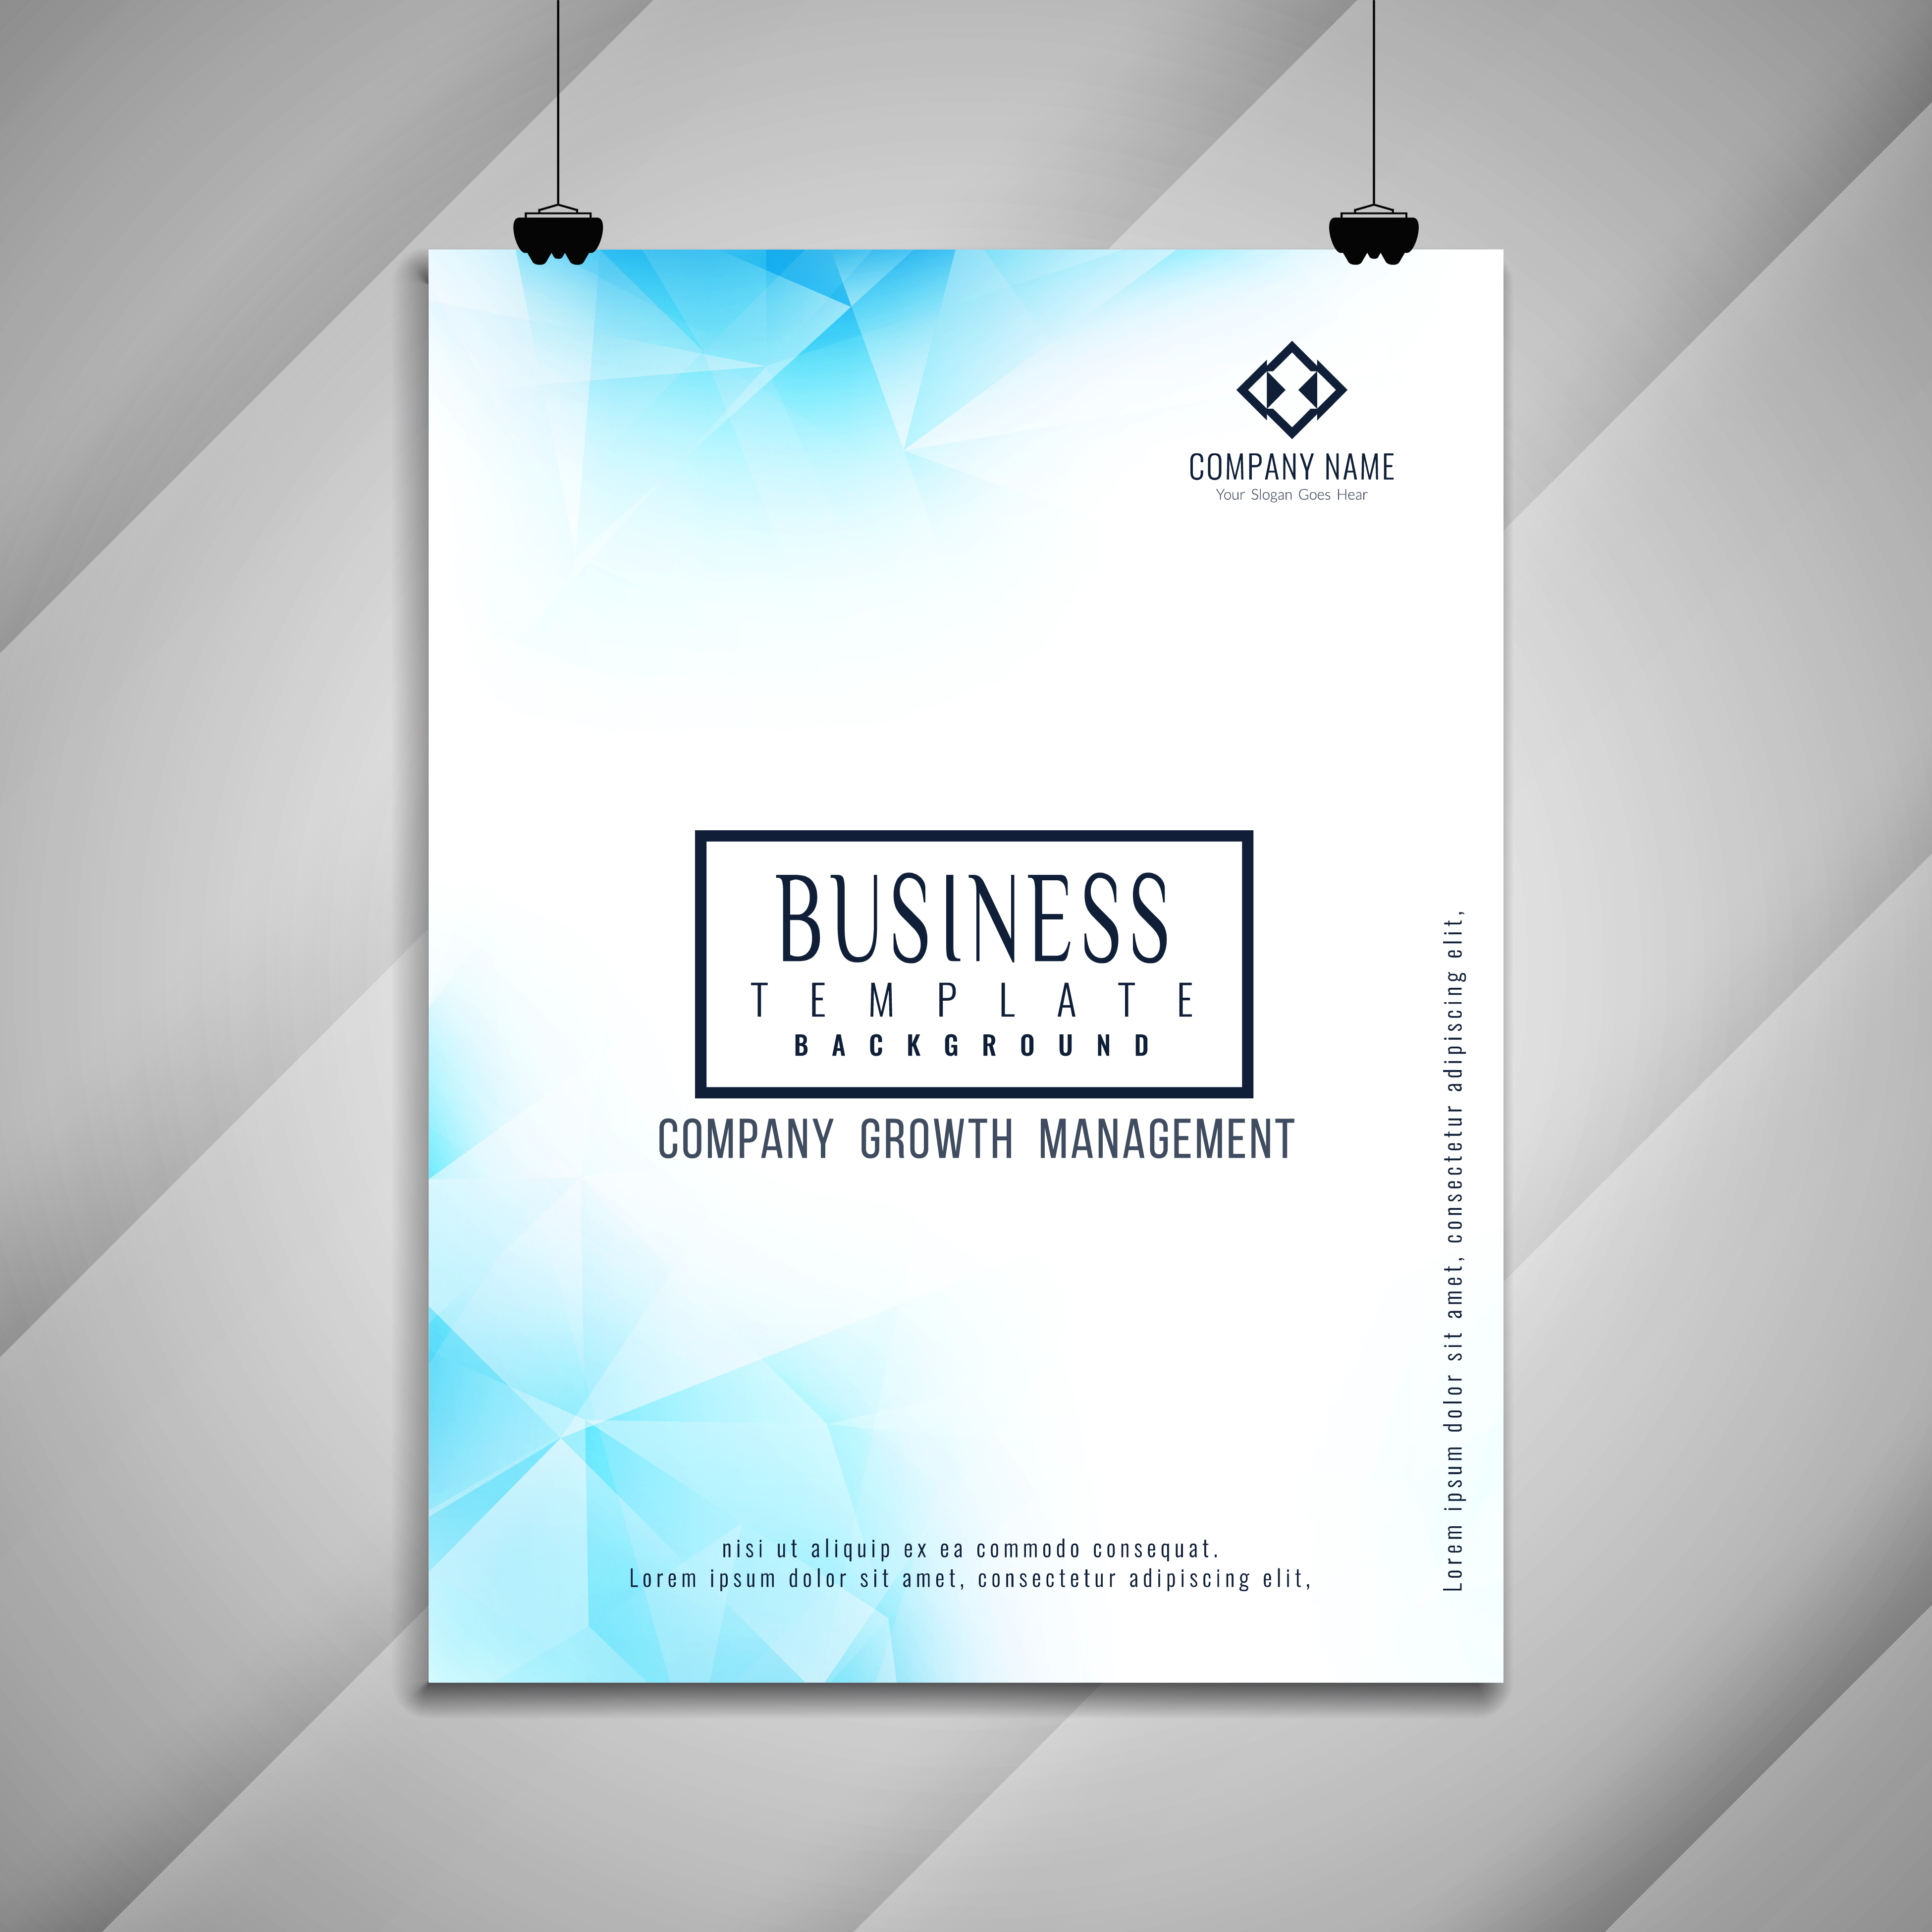 COMPANY NAME
Your Slogan Goes Hear
BUSINESS
TEMPLATE
BACKGROUND
COMPANY GROWTH MANAGEMENT
Lorem ipsum dolor sit amet, consectetur adipiscing elit,
nisi ut aliquip ex ea commodo consequat.
Lorem ipsum dolor sit amet, consectetur adipiscing elit,